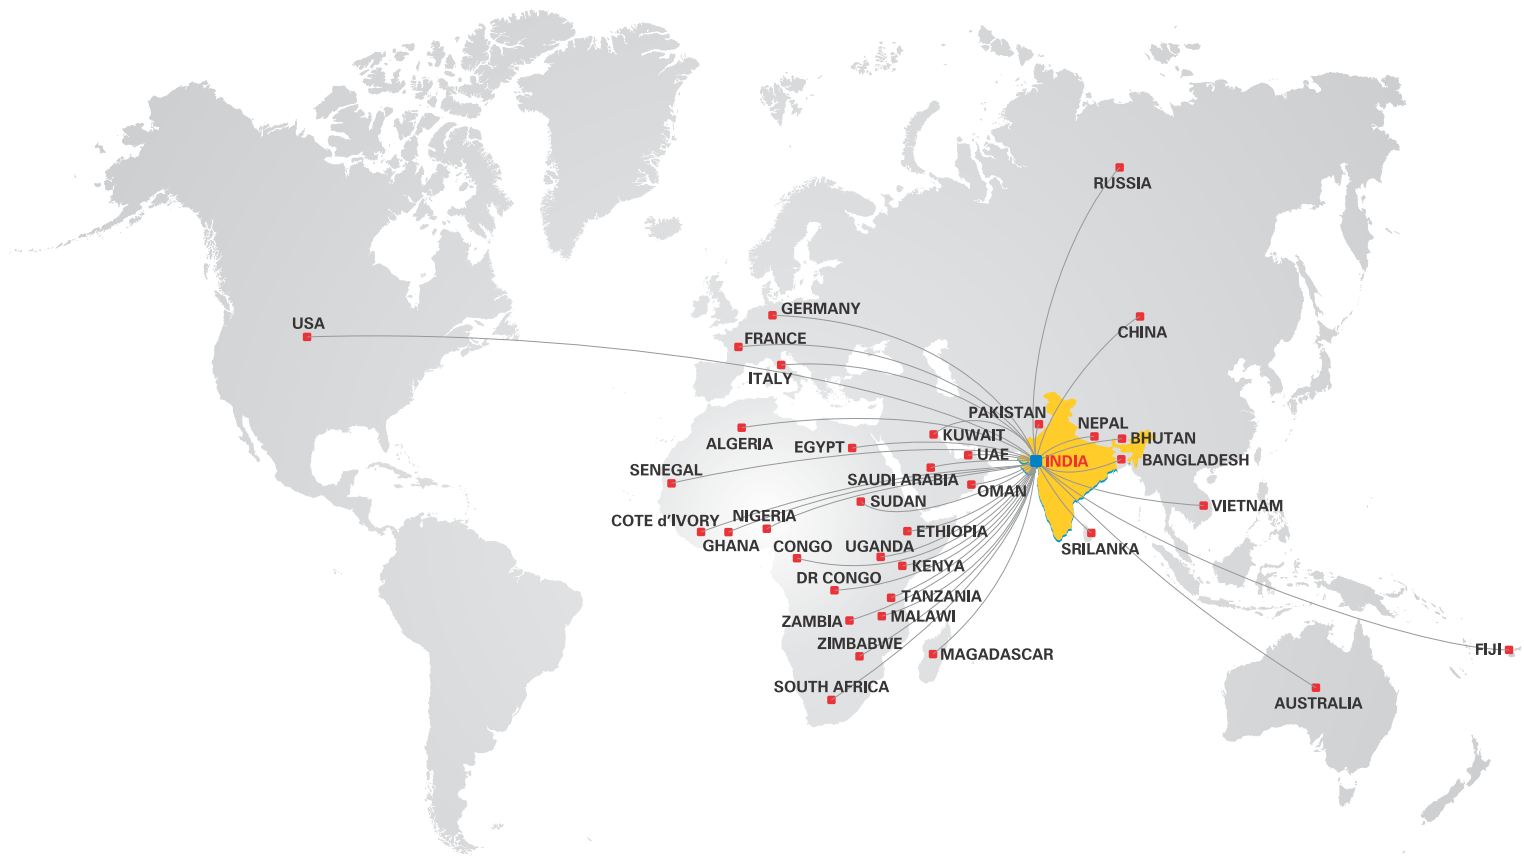 RUSSIA
GERMANY
USA
CHINA
FRANCE
ITALY
PAKISTAN
NEPAL
KUWAIT
BHUTAN
ALGERIA
EGYPT
UAE
INDIA
BANGLADESH
SENEGAL
SAUDI ARABIA
OMAN
SUDAN
VIETNAM
COTE d'IVORY
NIGERIA
ETHIOPIA
GHANA
CONGO
UGANDA
SRILANKA
KENYA
DR CONGO
TANZANIA
MALAWI
ZAMBIA
ZIMBABWE
FIJI
MAGADASCAR
SOUTH AFRICA
AUSTRALIA